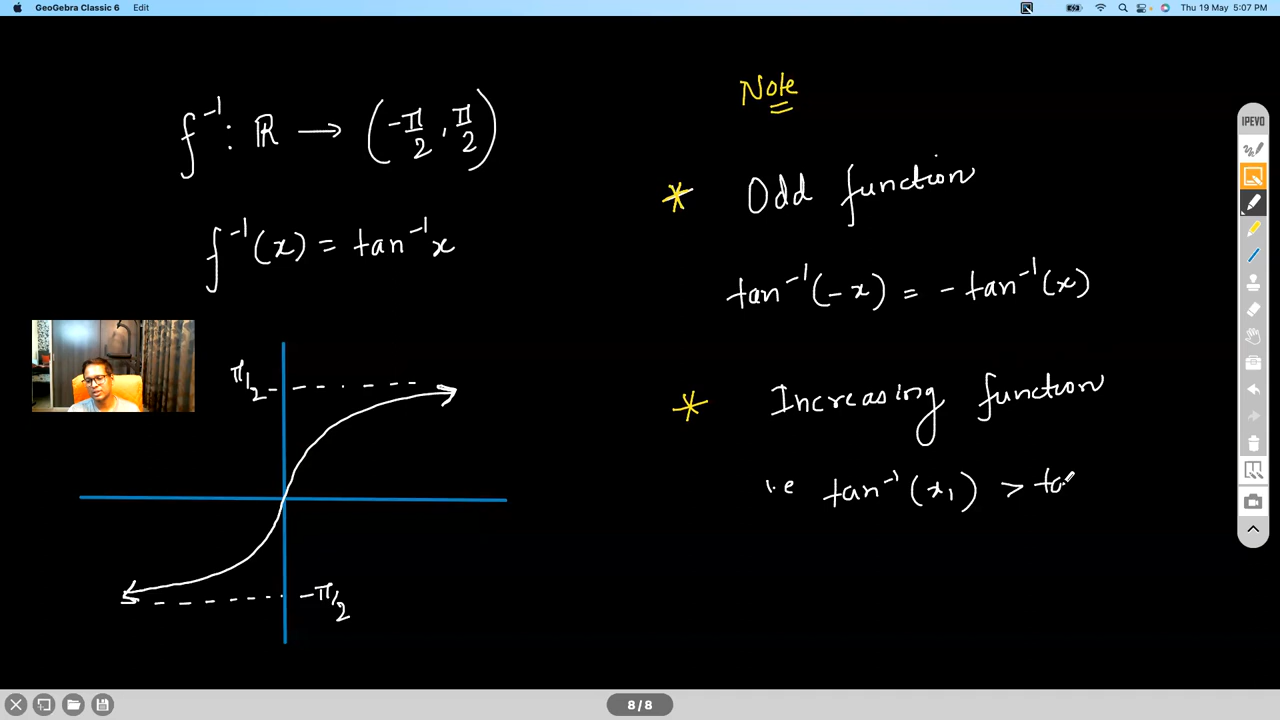 GeoGebra Classic 6 Edit
Thu 19 May 5:07 PM
f⁻¹: ℝ → (-π/2, π/2)
f⁻¹(x) = tan⁻¹x
π/2
-π/2
Note
* Odd function
tan⁻¹(-x) = - tan⁻¹(x)
* Increasing function
i.e tan⁻¹(x₁) > ta
IPEVO
8/8